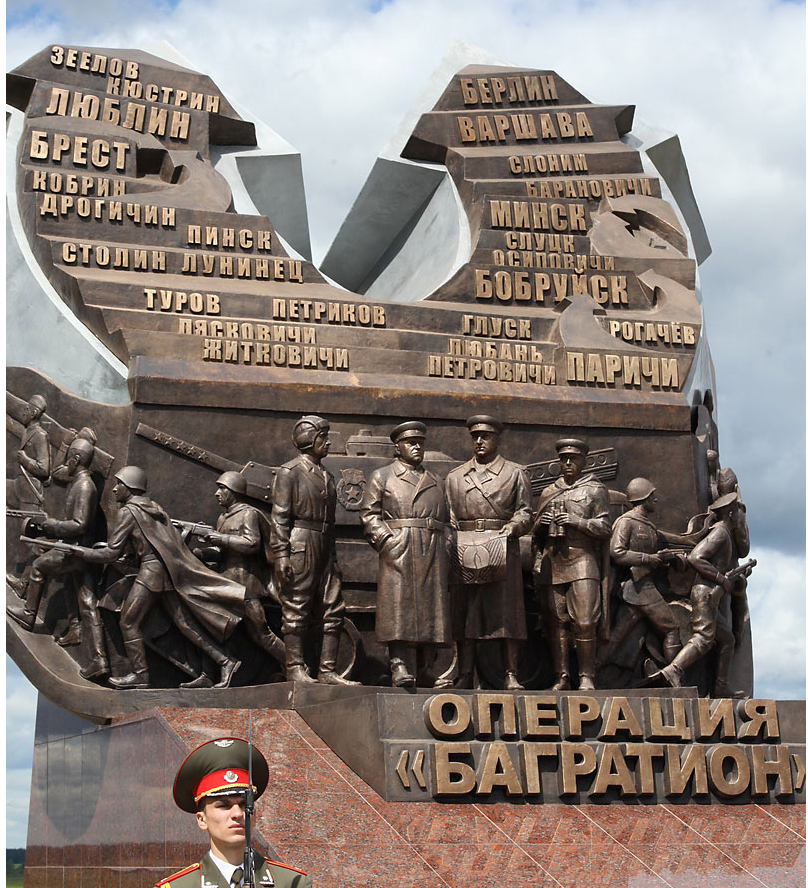 ЗЕЕЛОВ
КЮСТРИН
ЛЮБЛИН
БРЕСТ
КОБРИН
ДРОГИЧИН
ПИНСК
СТОЛИН ЛУНИНЕЦ
ТУРОВ ПЕТРИКОВ
ЛЯСКОВИЧИ
ЖИТКОВИЧИ
БЕРЛИН
ВАРШАВА
СЛОНИМ
БАРАНОВИЧИ
МИНСК
СЛУЦК
ОСИПОВИЧИ
БОБРУЙСК
ГЛУСК РОГАЧЁВ
ЛЮБАНЬ
ПЕТРОВИЧИ ПАРИЧИ
ОПЕРАЦИЯ
«БАГРАТИОН»